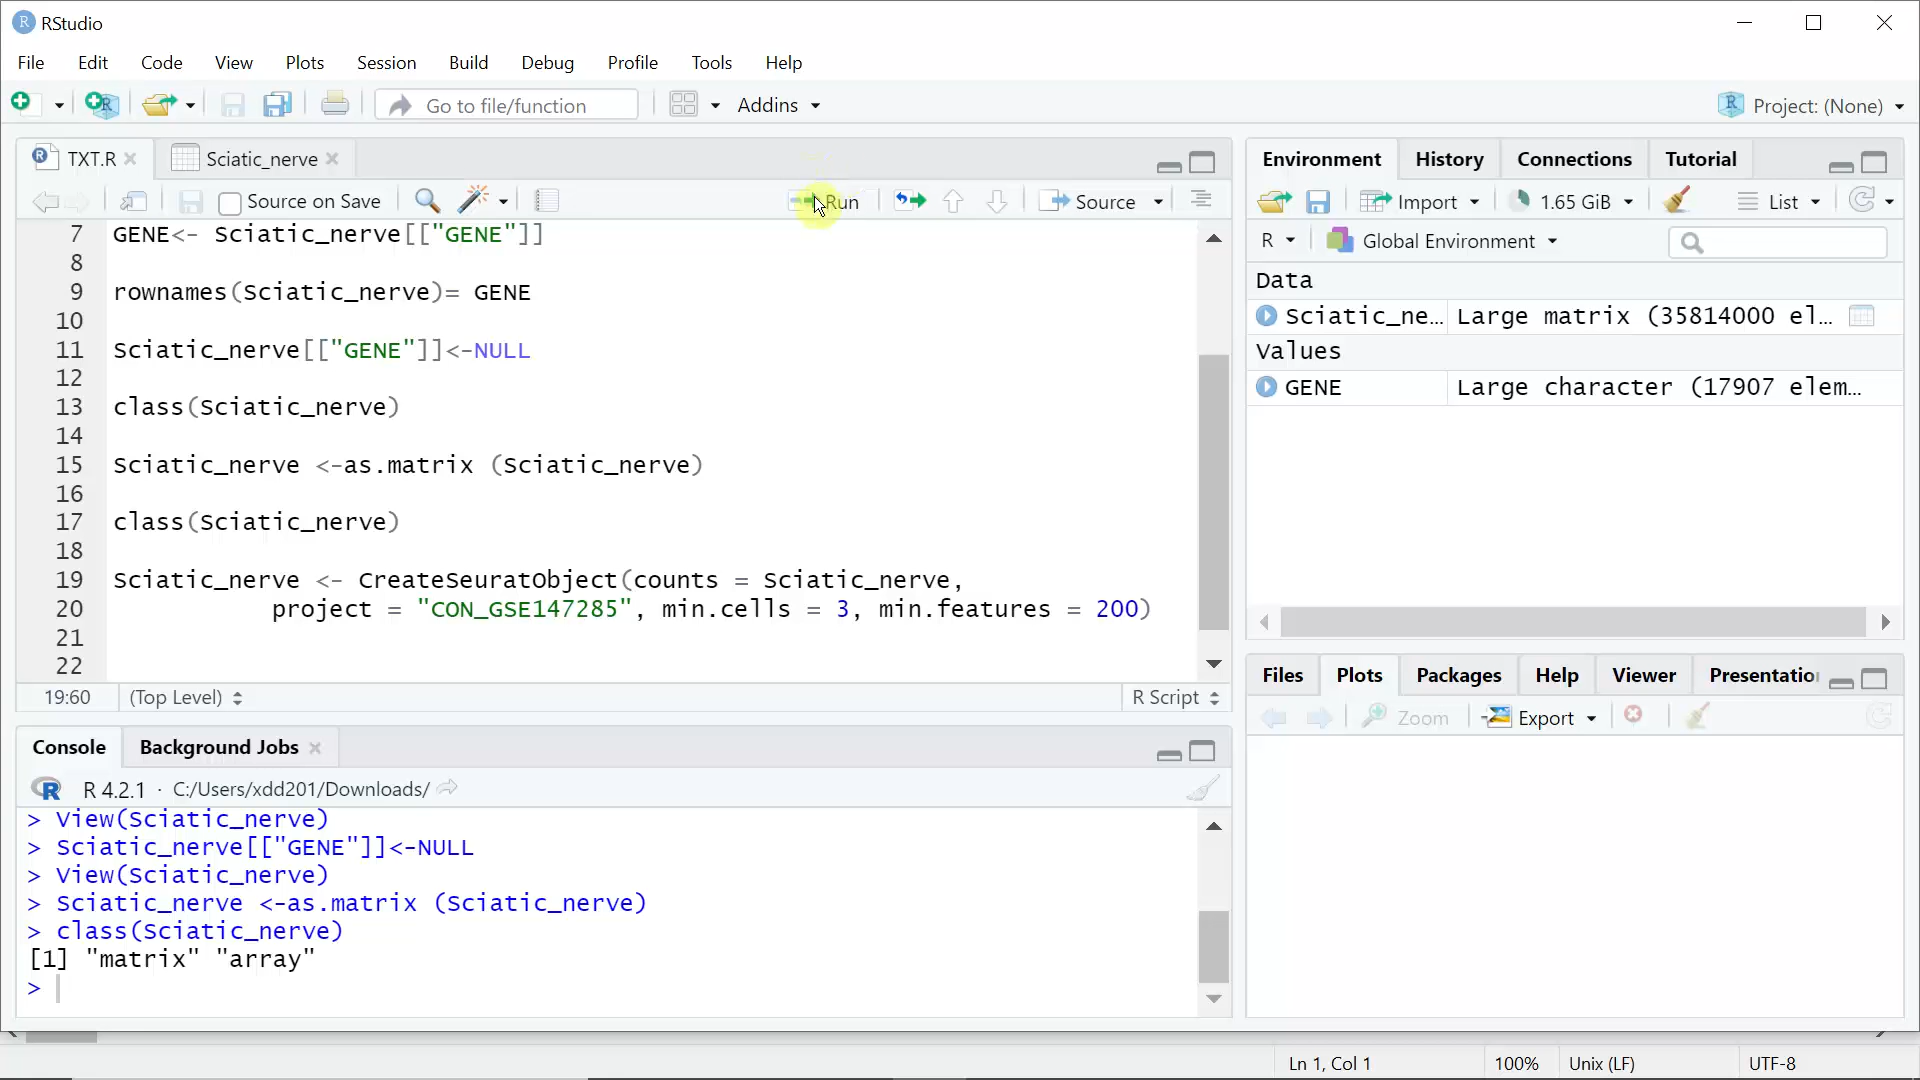 RStudio
File Edit Code View Plots Session Build Debug Profile Tools Help
Go to file/function Addins Project: (None)
TXT.R Sciatic_nerve
Source on Save Run Source
7 GENE<- Sciatic_nerve[["GENE"]]
8
9 rownames(Sciatic_nerve)= GENE
10
11 Sciatic_nerve[["GENE"]]<-NULL
12
13 class(Sciatic_nerve)
14
15 Sciatic_nerve <-as.matrix (Sciatic_nerve)
16
17 class(Sciatic_nerve)
18
19 Sciatic_nerve <- CreateSeuratObject(counts = Sciatic_nerve,
20 project = "CON_GSE147285", min.cells = 3, min.features = 200)
21
22
19:60 (Top Level) R Script
Console Background Jobs
R 4.2.1 · C:/Users/xdd201/Downloads/
> View(Sciatic_nerve)
> Sciatic_nerve[["GENE"]]<-NULL
> View(Sciatic_nerve)
> Sciatic_nerve <-as.matrix (Sciatic_nerve)
> class(Sciatic_nerve)
[1] "matrix" "array"
>
Environment History Connections Tutorial
Import 1.65 GiB List
R Global Environment
Data
Sciatic_ne… Large matrix (35814000 el…
Values
GENE Large character (17907 elem…
Files Plots Packages Help Viewer Presentatio
Zoom Export
Ln 1, Col 1 100% Unix (LF) UTF-8